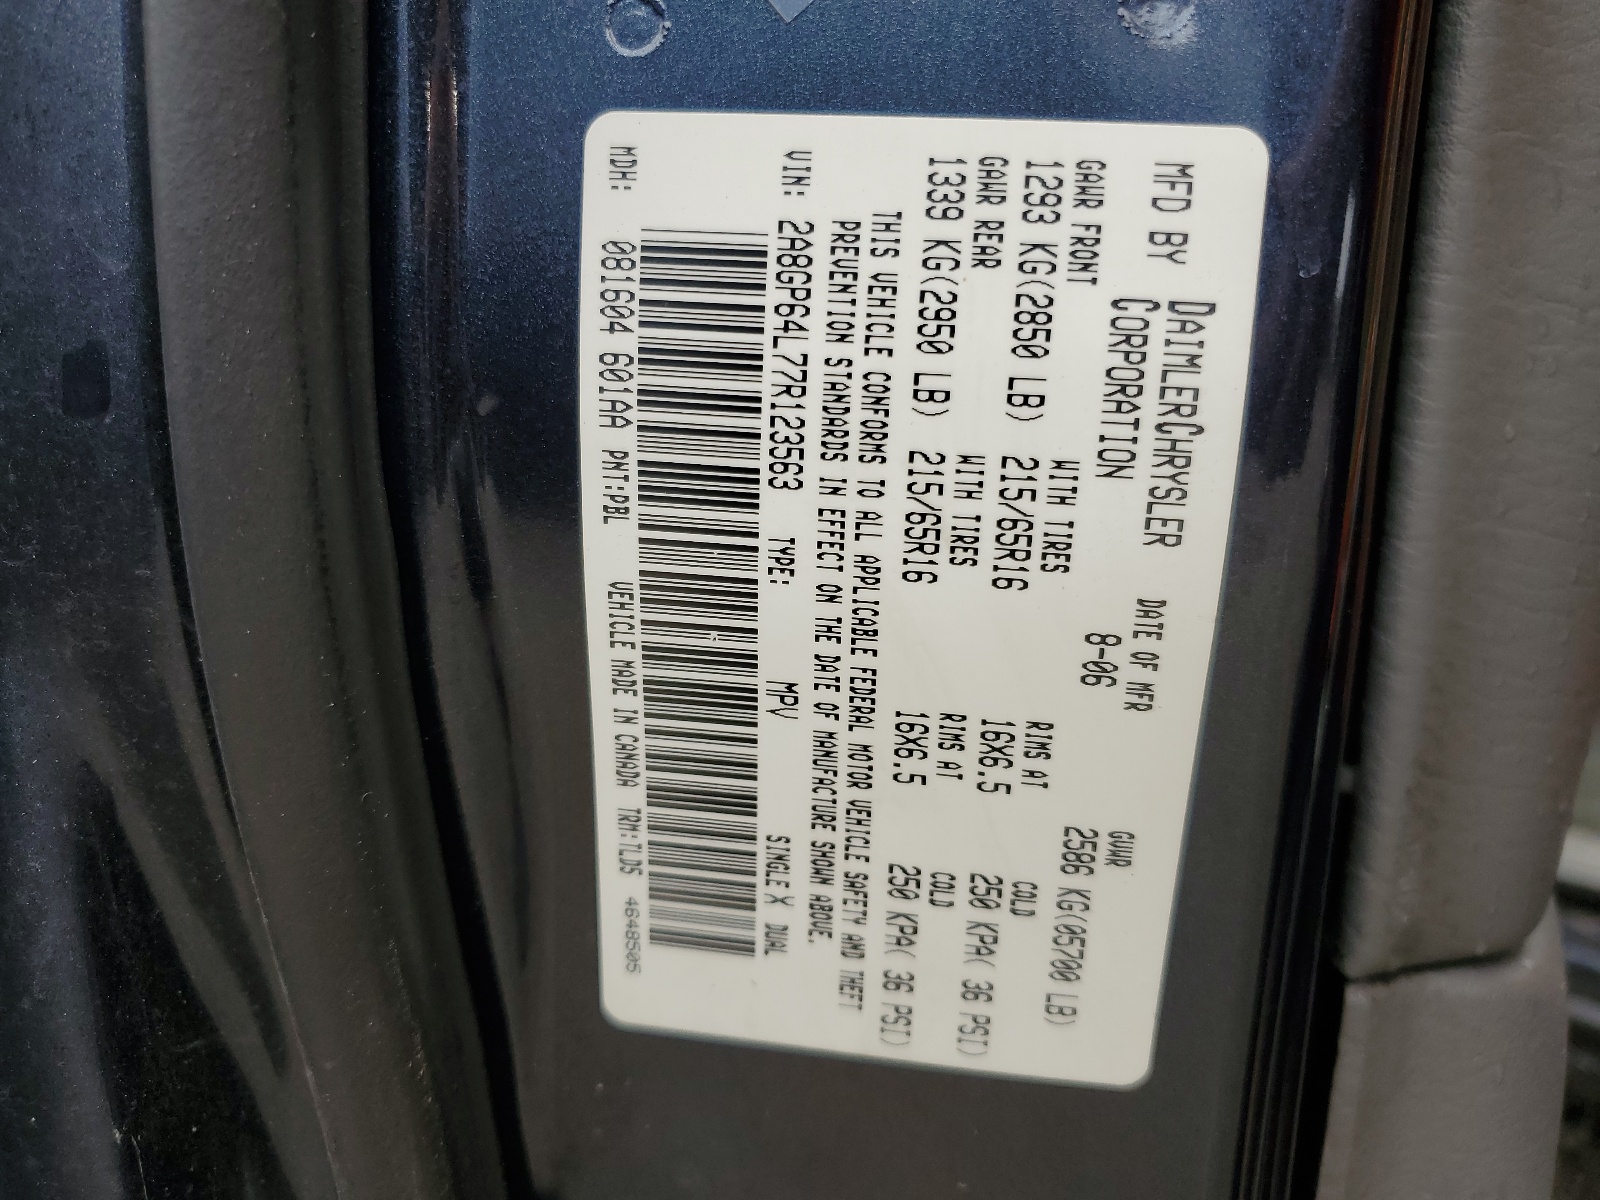 MFD BY DAIMLERCHRYSLER CORPORATION DATE OF MFR 8-06 GVWR 2586 KG(05700 LB)
GAWR FRONT WITH TIRES RIMS AT COLD
1293 KG(2850 LB) 215/65R16 16X6.5 250 KPA( 36 PSI)
GAWR REAR WITH TIRES RIMS AT COLD
1339 KG(2950 LB) 215/65R16 16X6.5 250 KPA( 36 PSI)
THIS VEHICLE CONFORMS TO ALL APPLICABLE FEDERAL MOTOR VEHICLE SAFETY AND THEFT
PREVENTION STANDARDS IN EFFECT ON THE DATE OF MANUFACTURE SHOWN ABOVE.
VIN: 2A8GP64L77R123563 TYPE: MPV SINGLE X DUAL
MDH: 081604 601AA PNT:PBL VEHICLE MADE IN CANADA TRM:TLDS 4648505